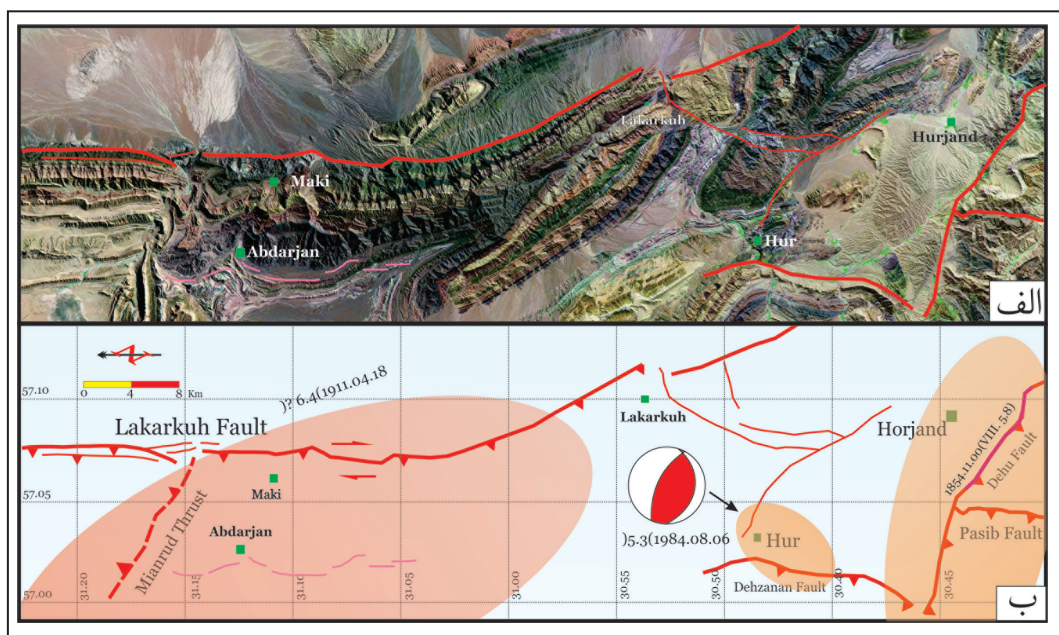 Lakarkuh
Hurjand
Maki
Abdarjan
Hur
الف
57.10
57.05
57.00
0 4 8 Km
)? 6.4(1911.04.18
Lakarkuh Fault
Lakarkuh
Horjand
1854.11.00(VIII. 5.8)
Dehu Fault
Maki
Mianrud Thrust
Abdarjan
)5.3(1984.08.06
Hur
Pasib Fault
Dehzanan Fault
31.20
31.15
31.10
31.05
31.00
30.55
30.50
30.40
30.45
ب